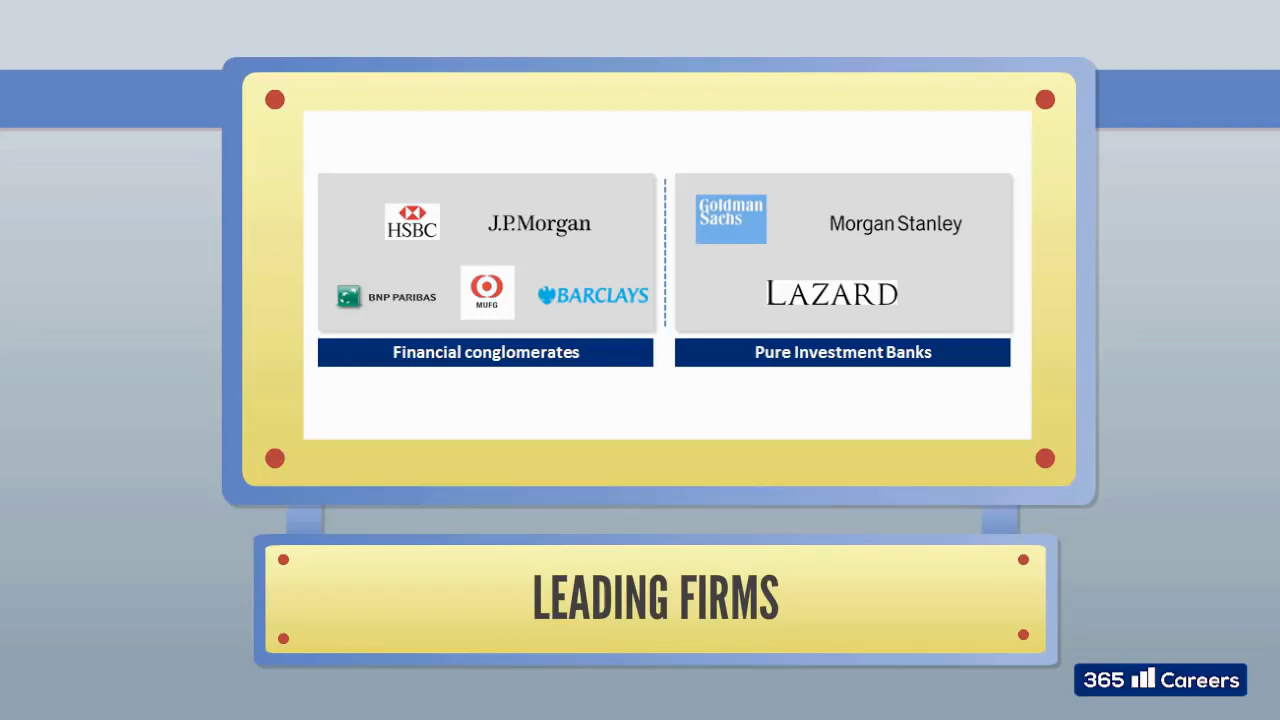 HSBC
J.P.Morgan
BNP PARIBAS
MUFG
BARCLAYS
Financial conglomerates
Goldman
Sachs
Morgan Stanley
LAZARD
Pure Investment Banks
LEADING FIRMS
365 Careers